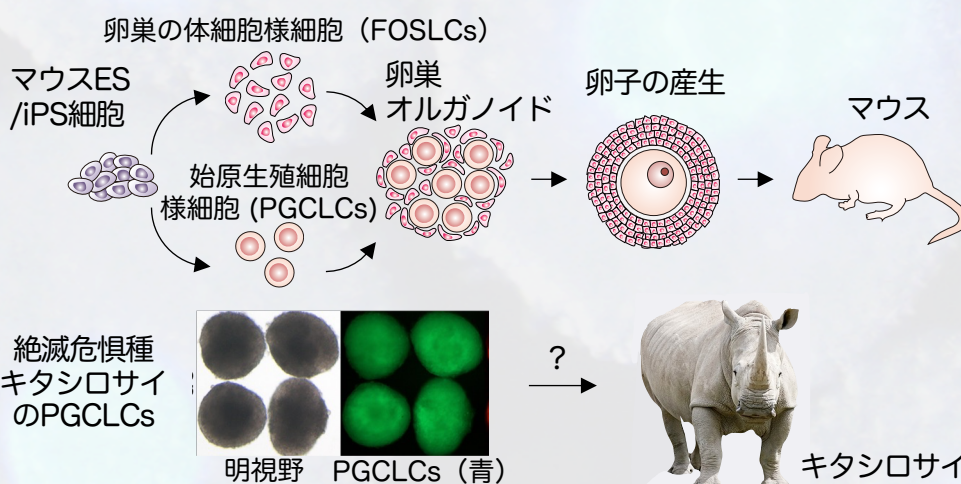 卵巣の体細胞様細胞（FOSLCs）
マウスES
/iPS細胞
卵巣
オルガノイド
卵子の産生
マウス
始原生殖細胞
様細胞 (PGCLCs)
絶滅危惧種
キタシロサイ
のPGCLCs
?
明視野
PGCLCs（青）
キタシロサイ